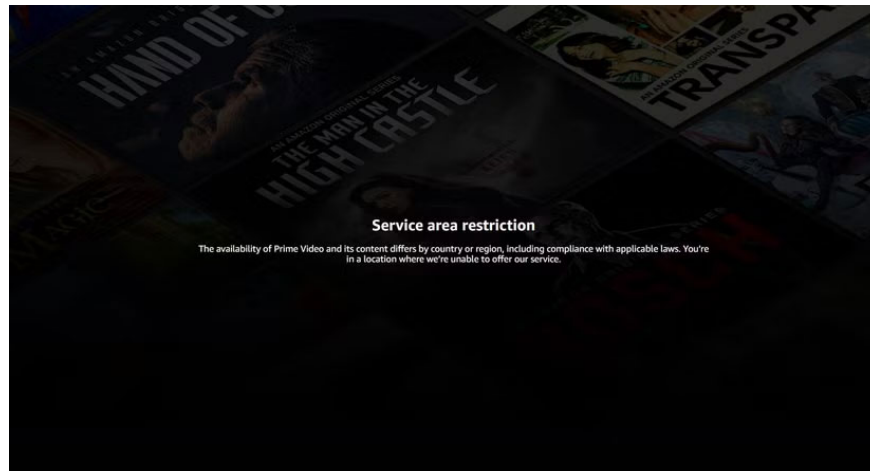 HAND OF
AN AMAZON ORIGINAL SERIES
THE MAN IN THE
HIGH CASTLE
AN AMAZON ORIGINAL SERIES
MAGIC
Service area restriction
The availability of Prime Video and its content differs by country or region, including compliance with applicable laws. You're
in a location where we're unable to offer our service.